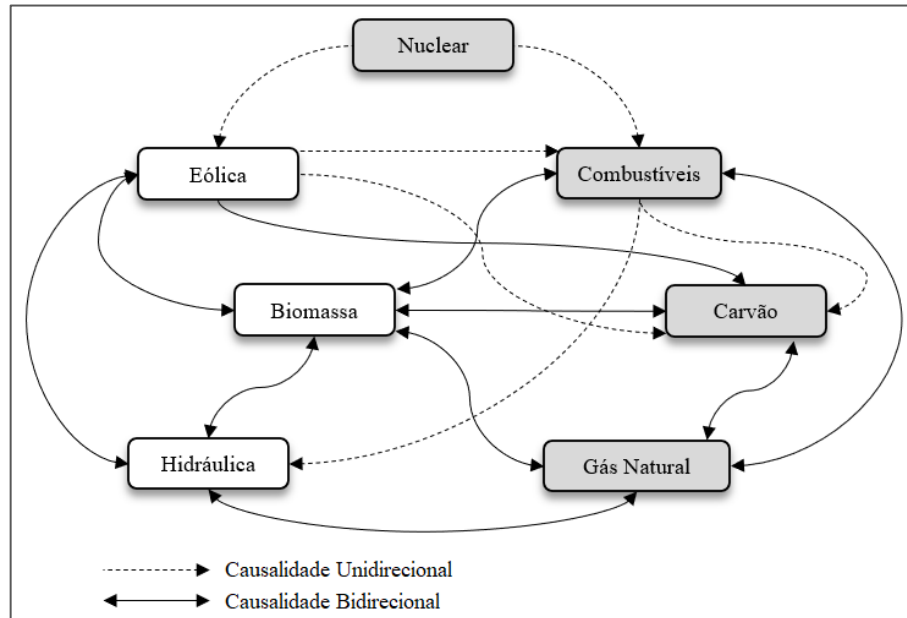 Nuclear
Eólica
Combustíveis
Biomassa
Carvão
Hidráulica
Gás Natural
Causalidade Unidirecional
Causalidade Bidirecional